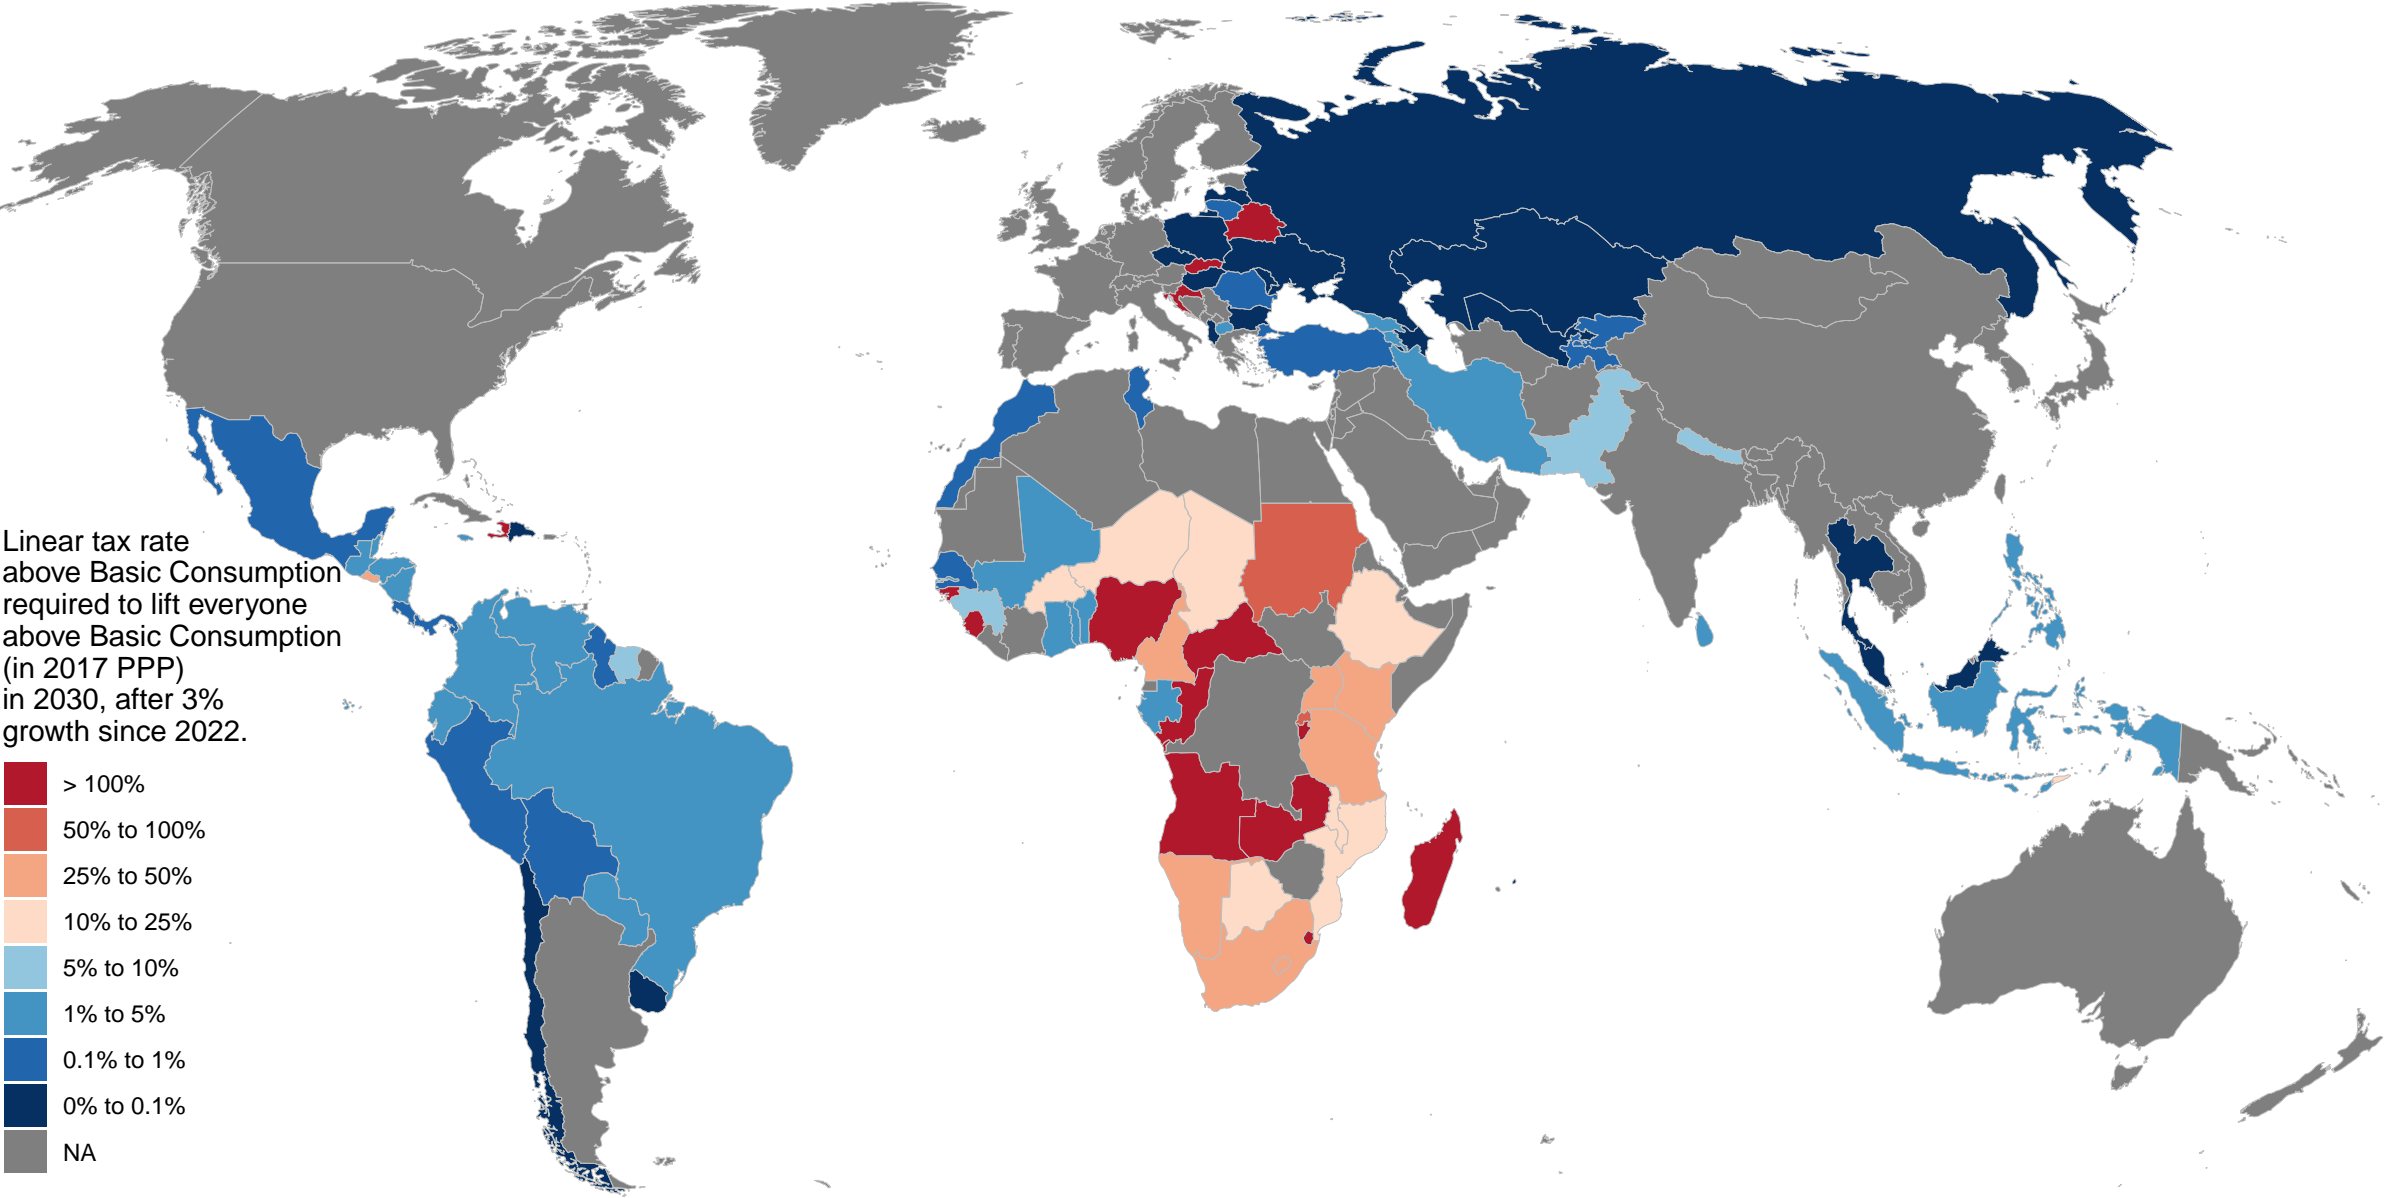 Linear tax rate
above Basic Consumption
required to lift everyone
above Basic Consumption
(in 2017 PPP)
in 2030, after 3%
growth since 2022.
> 100%
50% to 100%
25% to 50%
10% to 25%
5% to 10%
1% to 5%
0.1% to 1%
0% to 0.1%
NA